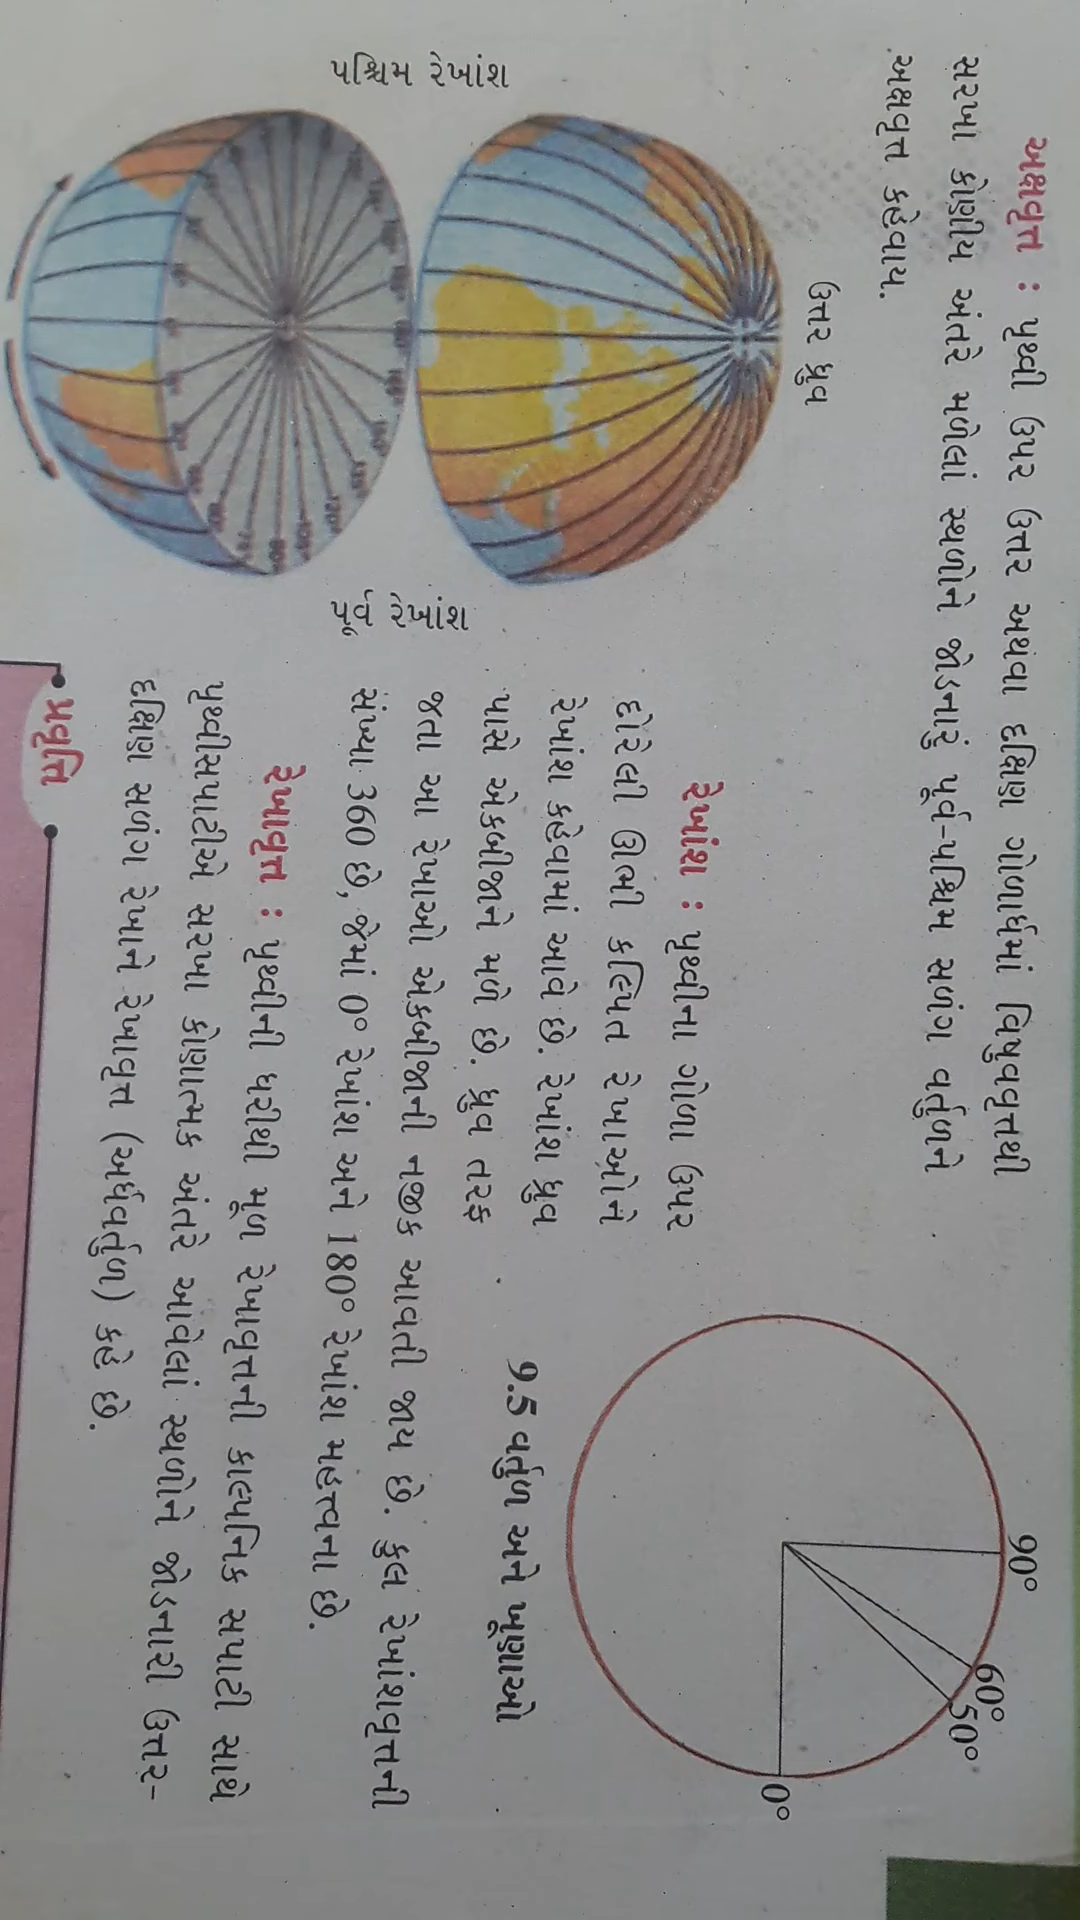 અક્ષવૃત્ત : પૃથ્વી ઉપર ઉત્તર અથવા દક્ષિણ ગોળાર્ધમાં વિષુવવૃત્તથી
સરખા કોણીય અંતરે મળેલાં સ્થળોને જોડનારું પૂર્વ-પશ્ચિમ સળંગ વર્તુળને
અક્ષવૃત્ત કહેવાય.
ઉત્તર ધ્રુવ
પશ્ચિમ રેખાંશ
પૂર્વ રેખાંશ
90°
60°
50°
0°
9.5 વર્તુળ અને ખૂણાઓ
રેખાંશ : પૃથ્વીના ગોળા ઉપર
દોરેલી ઊભી કલ્પિત રેખાઓને
રેખાંશ કહેવામાં આવે છે. રેખાંશ ધ્રુવ
પાસે એકબીજાને મળે છે. ધ્રુવ તરફ
જતા આ રેખાઓ એકબીજાની નજીક આવતી જાય છે. કુલ રેખાંશવૃત્તની
સંખ્યા 360 છે, જેમાં 0° રેખાંશ અને 180° રેખાંશ મહત્ત્વના છે.
રેખાવૃત્ત : પૃથ્વીની ધરીથી મૂળ રેખાવૃત્તની કાલ્પનિક સપાટી સાથે
પૃથ્વીસપાટીએ સરખા કોણાત્મક અંતરે આવેલાં સ્થળોને જોડનારી ઉત્તર-
દક્ષિણ સળંગ રેખાને રેખાવૃત્ત (અર્ધવર્તુળ) કહે છે.
પ્રવૃત્તિ